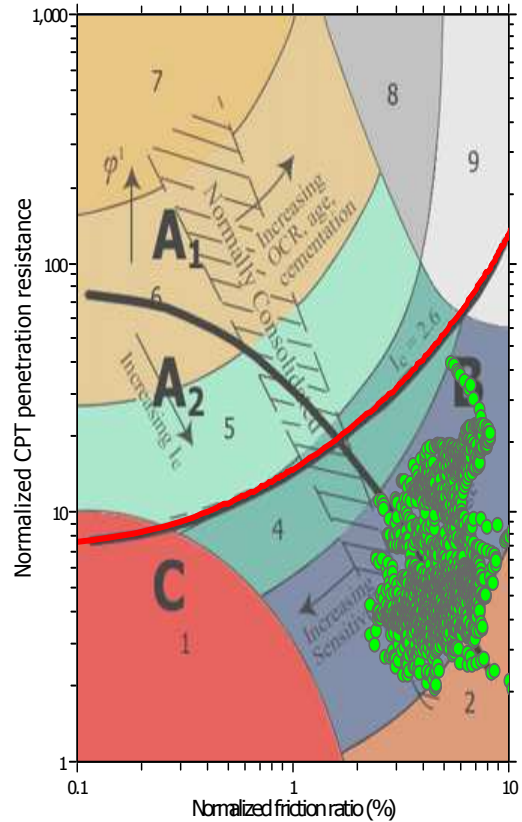 1,000
100
10
1
Normalized CPT penetration resistance
0.1
1
10
Normalized friction ratio (%)
7
8
9
φ'
A1
6
A2
5
4
C
1
B
2
Normally Consolidated
Increasing
OCR, age,
cementation
Increasing Ic
Ic = 2.6
Increasing